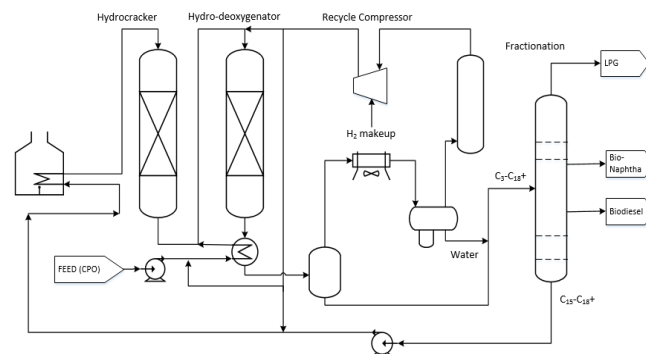 Hydrocracker
Hydro-deoxygenator
Recycle Compressor
Fractionation
LPG
H₂ makeup
C₃-C₁₈+
Bio-
Naphtha
Biodiesel
Water
FEED (CPO)
C₁₅-C₁₈+